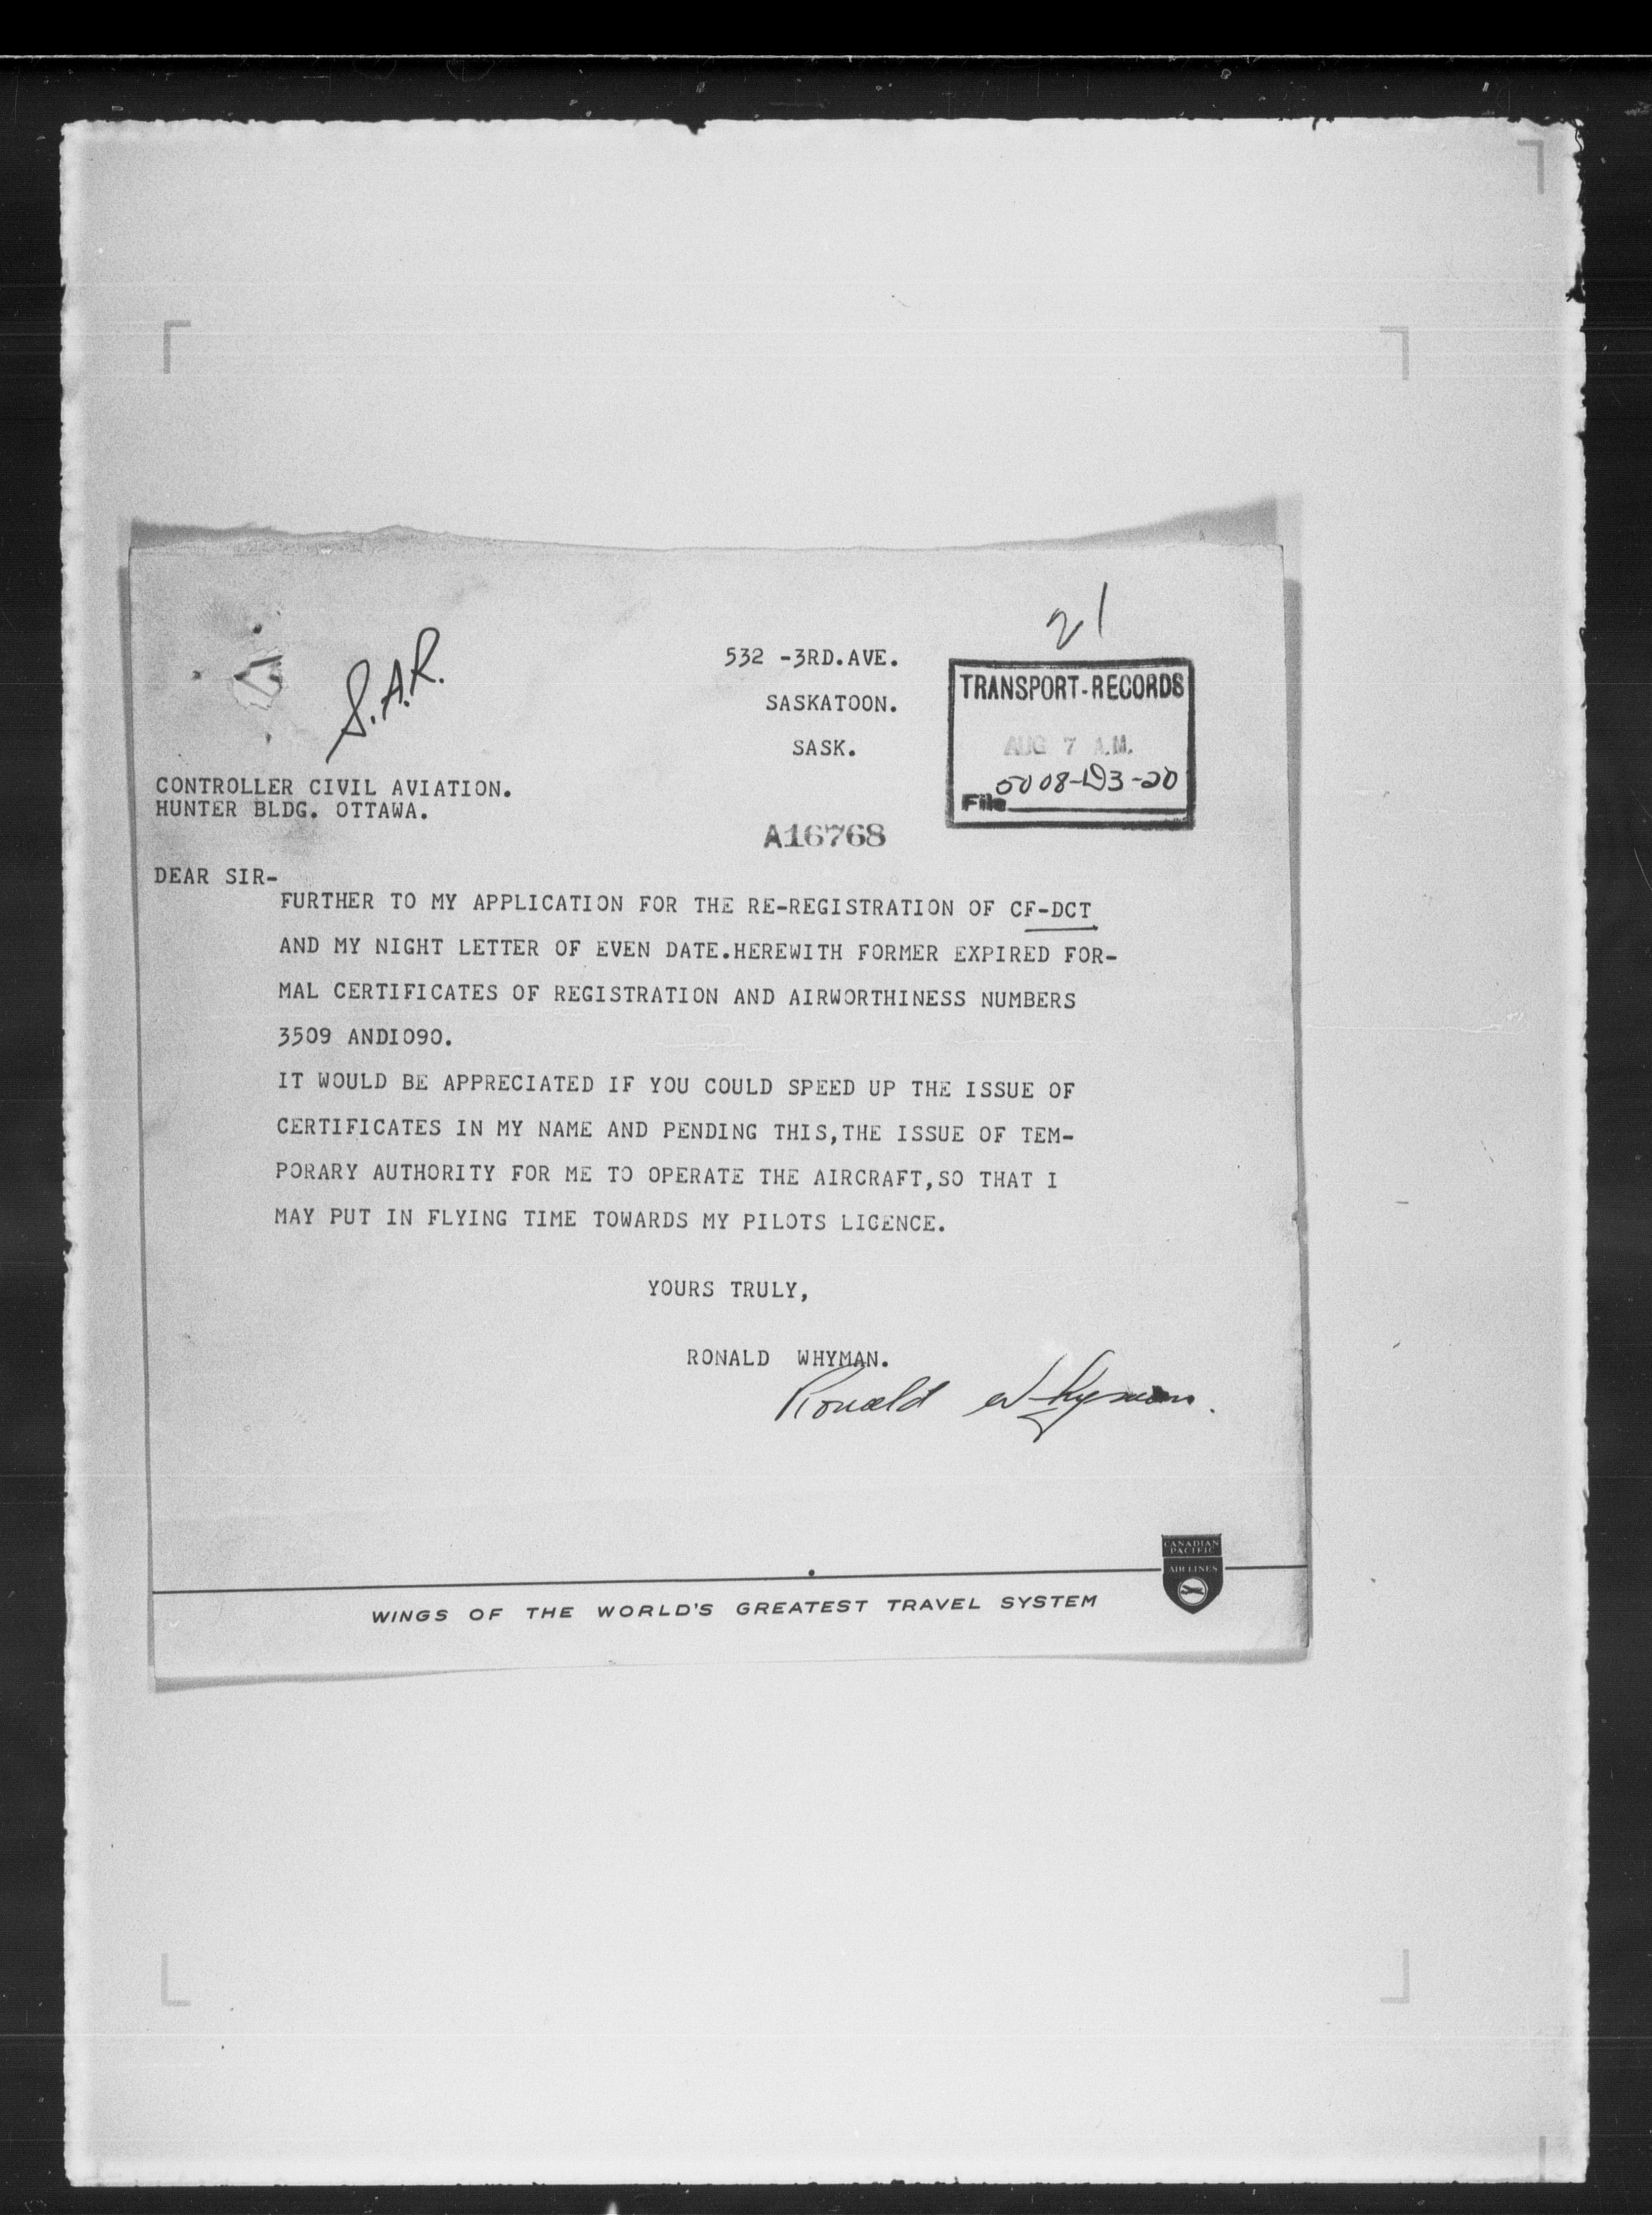 21
S.A.R.
532 -3RD.AVE.
SASKATOON.
SASK.
TRANSPORT-RECORDS
AUG 7 A.M.
5008-D3-20
File
CONTROLLER CIVIL AVIATION.
HUNTER BLDG. OTTAWA.
A16768
DEAR SIR-
FURTHER TO MY APPLICATION FOR THE RE-REGISTRATION OF CF-DCT
AND MY NIGHT LETTER OF EVEN DATE.HEREWITH FORMER EXPIRED FOR-
MAL CERTIFICATES OF REGISTRATION AND AIRWORTHINESS NUMBERS
3509 ANDI090.
IT WOULD BE APPRECIATED IF YOU COULD SPEED UP THE ISSUE OF
CERTIFICATES IN MY NAME AND PENDING THIS,THE ISSUE OF TEM-
PORARY AUTHORITY FOR ME TO OPERATE THE AIRCRAFT,SO THAT I
MAY PUT IN FLYING TIME TOWARDS MY PILOTS LICENCE.
YOURS TRULY,
RONALD WHYMAN.
Ronald Whyman.
CANADIAN
PACIFIC
AIR LINES
WINGS OF THE WORLD'S GREATEST TRAVEL SYSTEM